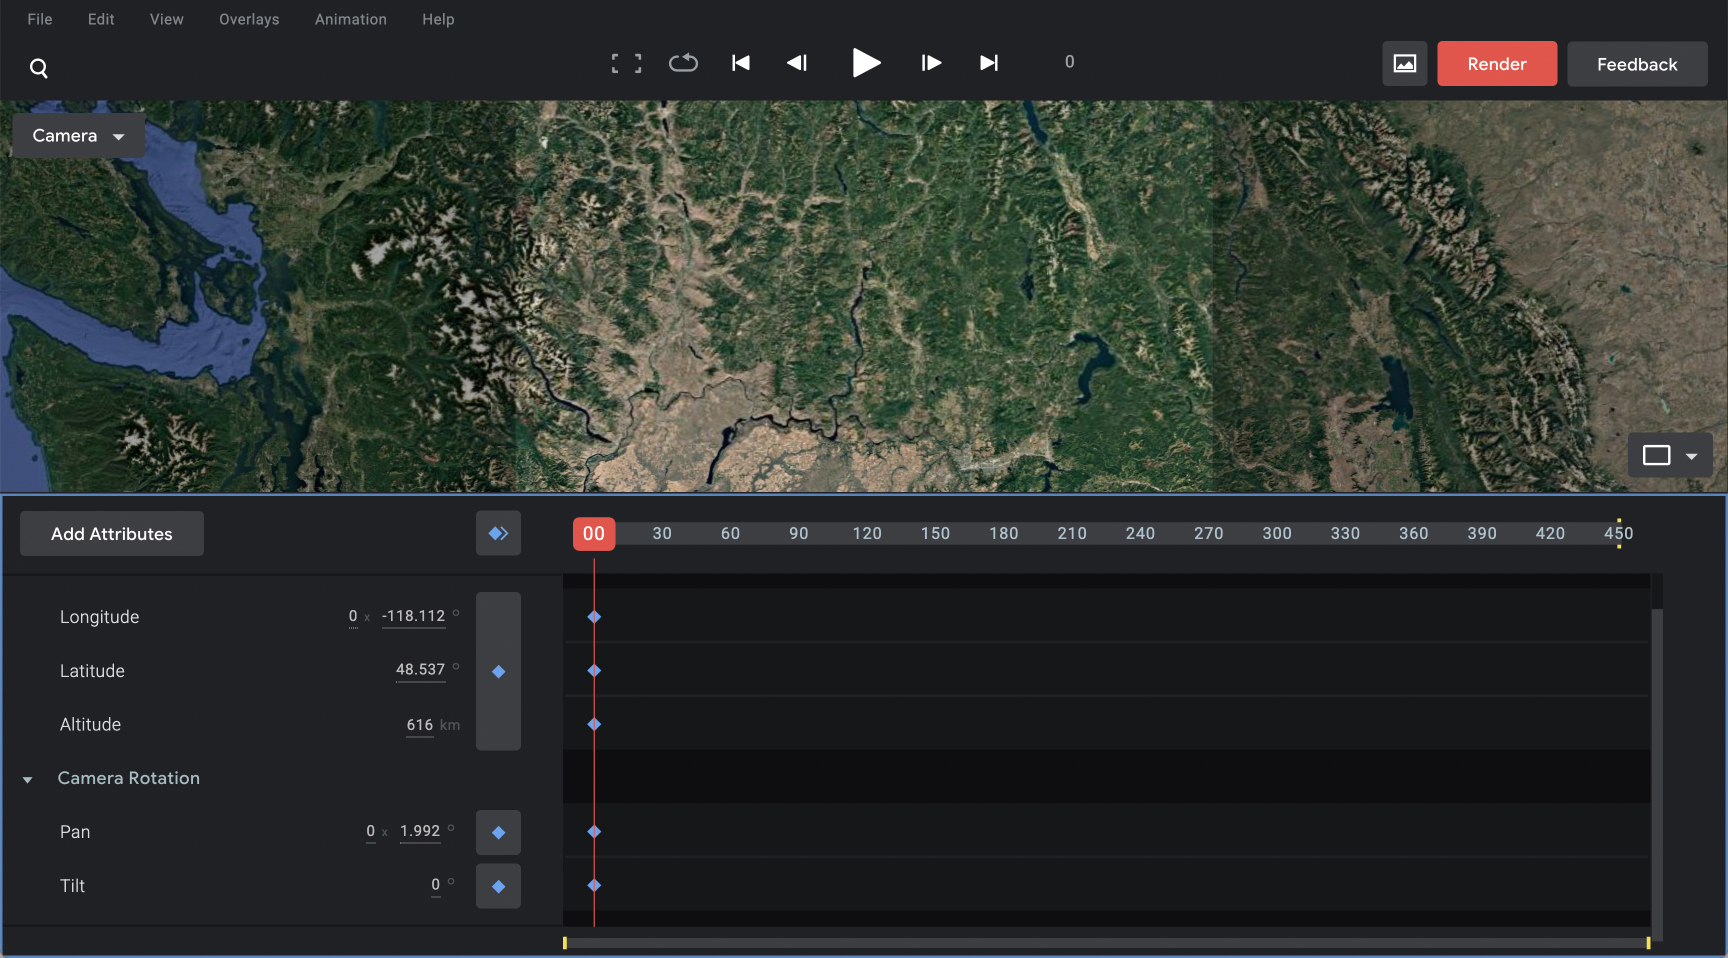 File Edit View Overlays Animation Help
0
Render Feedback
Camera
Add Attributes
00 30 60 90 120 150 180 210 240 270 300 330 360 390 420 450
Longitude 0 x -118.112 °
Latitude 48.537 °
Altitude 616 km
Camera Rotation
Pan 0 x 1.992 °
Tilt 0 °